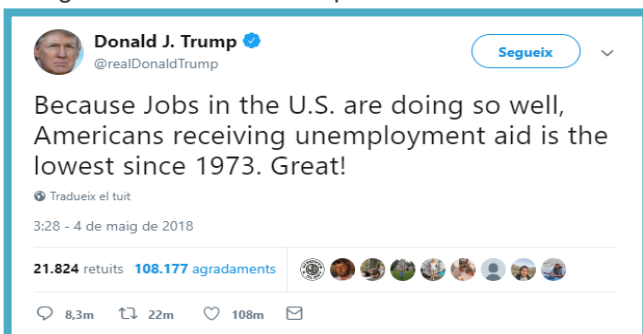 Donald J. Trump
Segueix
@realDonaldTrump
Because Jobs in the U.S. are doing so well,
Americans receiving unemployment aid is the
lowest since 1973. Great!
Tradueix el tuit
3:28 - 4 de maig de 2018
21.824 retuits 108.177 agradaments
8,3m 22m 108m